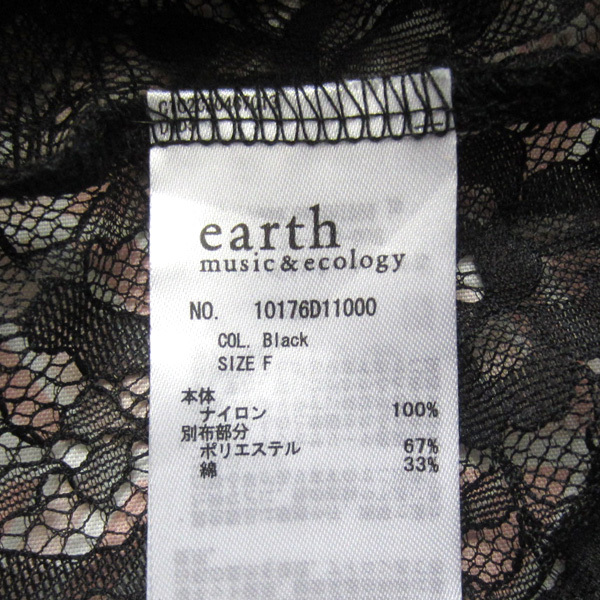 earth
music&ecology
NO. 10176D11000
COL. Black
SIZE F
本体
ナイロン 100%
別布部分
ポリエステル 67%
綿 33%